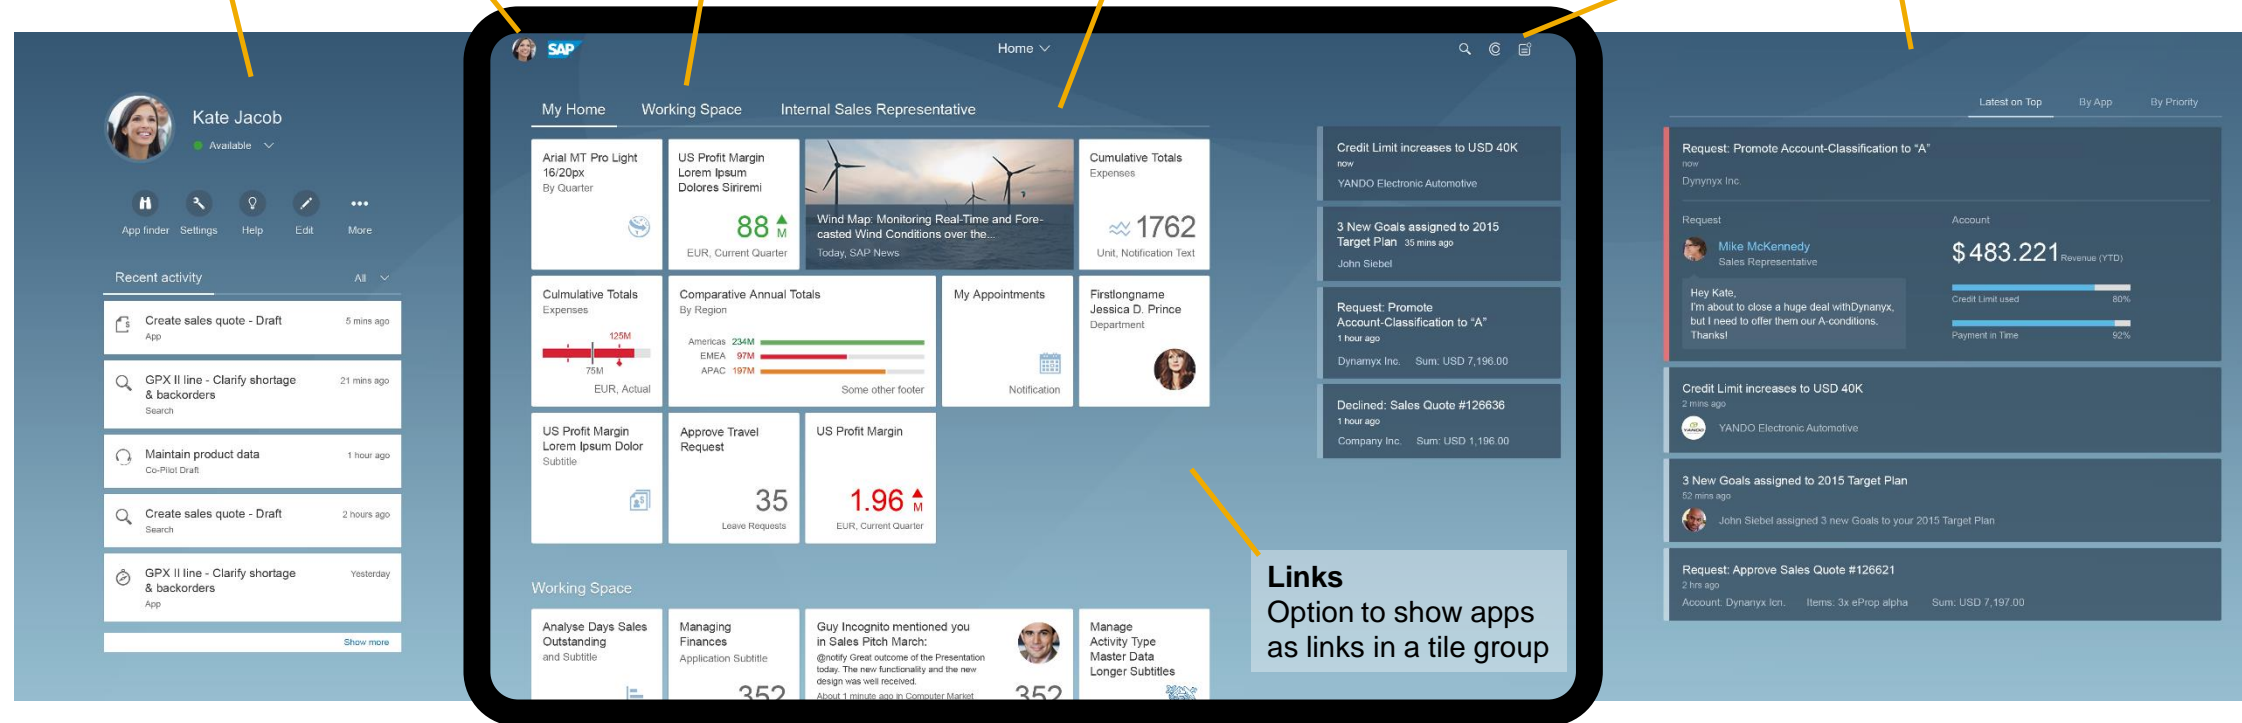 Kate Jacob
Available
App finder Settings Help Edit More
Recent activity All
Create sales quote - Draft 5 mins ago
App
GPX II line - Clarify shortage 21 mins ago
& backorders
Search
Maintain product data 1 hour ago
Co-Pilot Draft
Create sales quote - Draft 2 hours ago
Search
GPX II line - Clarify shortage Yesterday
& backorders
App
Show more
SAP
Home
My Home Working Space Internal Sales Representative
Arial MT Pro Light
16/20px
By Quarter
US Profit Margin
Lorem Ipsum
Dolores Siriremi
88 M
EUR, Current Quarter
Wind Map: Monitoring Real-Time and Fore-
casted Wind Conditions over the...
Today, SAP News
Cumulative Totals
Expenses
1762
Unit, Notification Text
Culmulative Totals
Expenses
125M
75M
EUR, Actual
Comparative Annual Totals
By Region
Americas 234M
EMEA 97M
APAC 197M
Some other footer
My Appointments
Notification
Firstlongname
Jessica D. Prince
Department
US Profit Margin
Lorem Ipsum Dolor
Subtitle
Approve Travel
Request
35
Leave Requests
US Profit Margin
1.96 M
EUR, Current Quarter
Working Space
Analyse Days Sales
Outstanding
and Subtitle
Managing
Finances
Application Subtitle
352
Guy Incognito mentioned you
in Sales Pitch March:
@notify Great outcome of the Presentation
today. The new functionality and the new
design was well received.
About 1 minute ago in Computer Market
352
Manage
Activity Type
Master Data
Longer Subtitles
Credit Limit increases to USD 40K
now
YANDO Electronic Automotive
3 New Goals assigned to 2015
Target Plan 35 mins ago
John Siebel
Request: Promote
Account-Classification to “A”
1 hour ago
Dynamyx Inc. Sum: USD 7,196.00
Declined: Sales Quote #126636
1 hour ago
Company Inc. Sum: USD 1,196.00
Links
Option to show apps
as links in a tile group
Latest on Top By App By Priority
Request: Promote Account-Classification to “A”
now
Dynynyx Inc.
Request
Mike McKennedy
Sales Representative
Hey Kate,
I'm about to close a huge deal withDynanyx,
but I need to offer them our A-conditions.
Thanks!
Account
$483.221 Revenue (YTD)
Credit Limit used 80%
Payment in Time 92%
Credit Limit increases to USD 40K
2 mins ago
YANDO Electronic Automotive
3 New Goals assigned to 2015 Target Plan
52 mins ago
John Siebel assigned 3 new Goals to your 2015 Target Plan
Request: Approve Sales Quote #126621
2 hrs ago
Account: Dynanyx Icn. Items: 3x eProp alpha Sum: USD 7,197.00